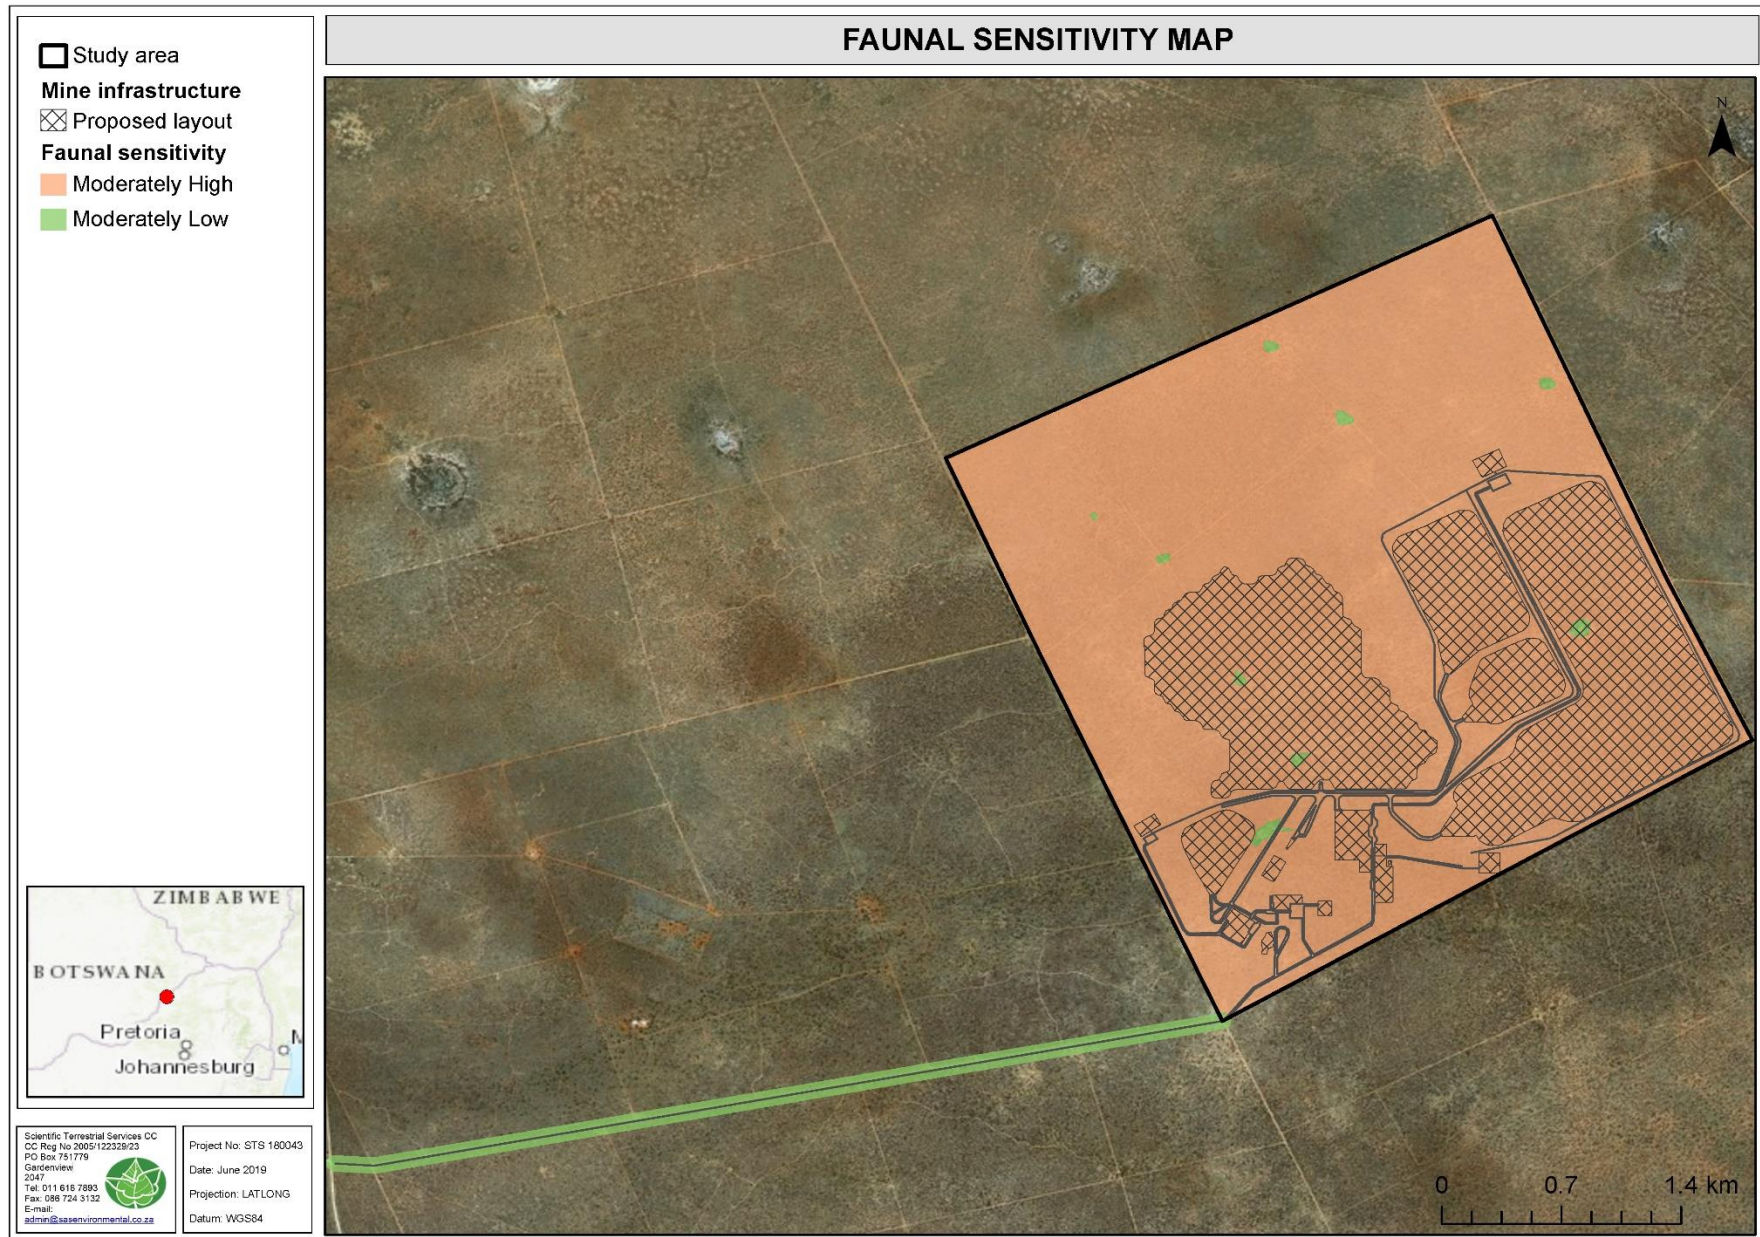 FAUNAL SENSITIVITY MAP
Study area
Mine infrastructure
Proposed layout
Faunal sensitivity
Moderately High
Moderately Low
N
ZIMBABWE
BOTSWANA
Pretoria
Johannesburg
M
Scientific Terrestrial Services CC
CC Reg No 2005/122329/23
PO Box 751779
Gardenview
2047
Tel: 011 616 7893
Fax: 086 724 3132
E-mail:
admin@sasenvironmental.co.za
Project No: STS 180043
Date: June 2019
Projection: LATLONG
Datum: WGS84
0 0.7 1.4 km